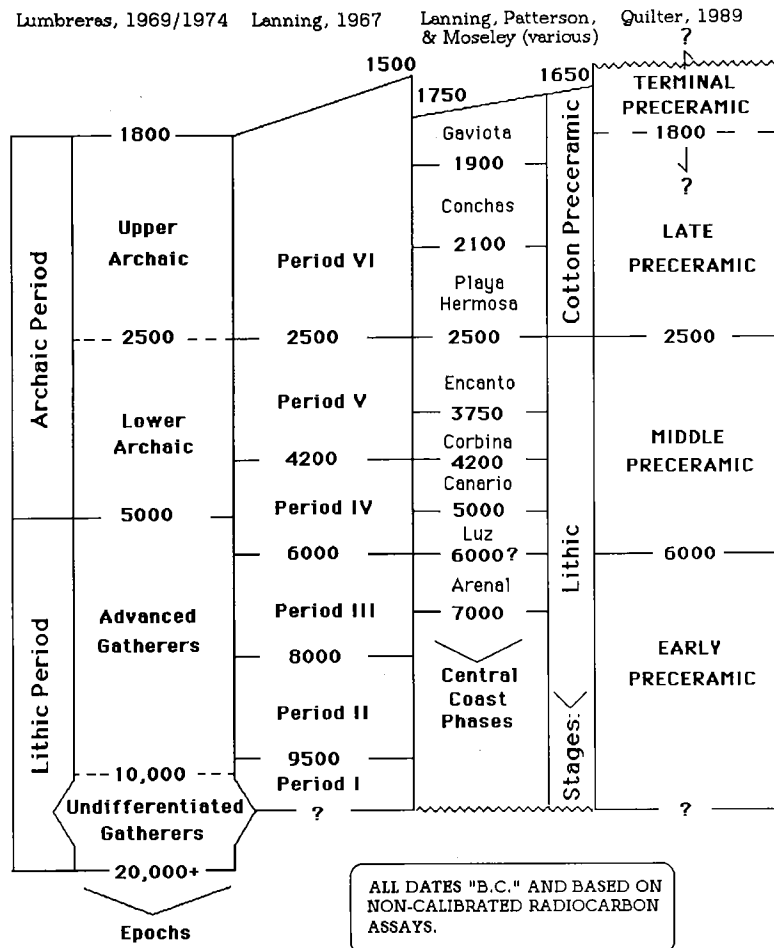 Lumbreras, 1969/1974
Lanning, 1967
Lanning, Patterson,
& Moseley (various)
Quilter, 1989
?
1500
1750
1650
TERMINAL
PRECERAMIC
1800
1800
?
Gaviota
1900
Conchas
2100
Playa
Hermosa
2500
Encanto
3750
Corbina
4200
Canario
5000
Luz
6000?
Arenal
7000
Central
Coast
Phases
Archaic Period
Upper
Archaic
2500
Lower
Archaic
5000
Lithic Period
Advanced
Gatherers
10,000
Undifferentiated
Gatherers
20,000+
Epochs
Period VI
2500
Period V
4200
Period IV
6000
Period III
8000
Period II
9500
Period I
?
Cotton Preceramic
Lithic
Stages:
LATE
PRECERAMIC
2500
MIDDLE
PRECERAMIC
6000
EARLY
PRECERAMIC
?
ALL DATES "B.C." AND BASED ON
NON-CALIBRATED RADIOCARBON
ASSAYS.